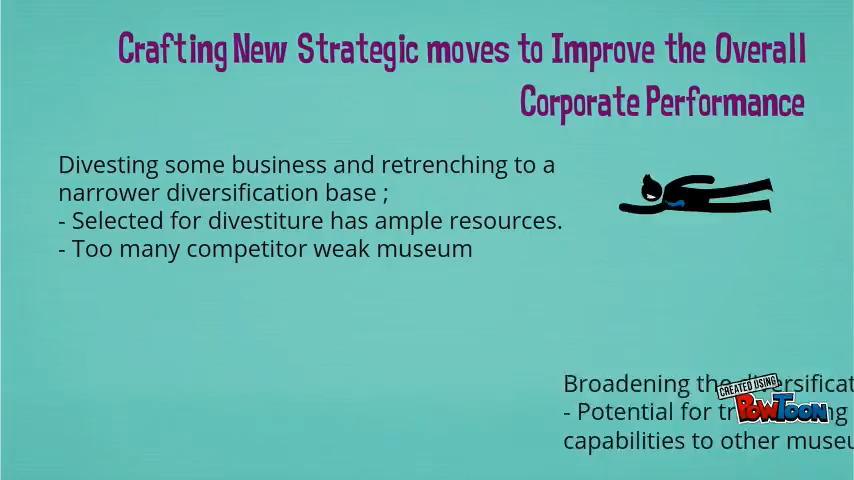 Crafting New Strategic moves to Improve the Overall
Corporate Performance
Divesting some business and retrenching to a
narrower diversification base ;
- Selected for divestiture has ample resources.
- Too many competitor weak museum
Broadening the
- Potential for
capabilities to other
CREATED USING
POWTOON